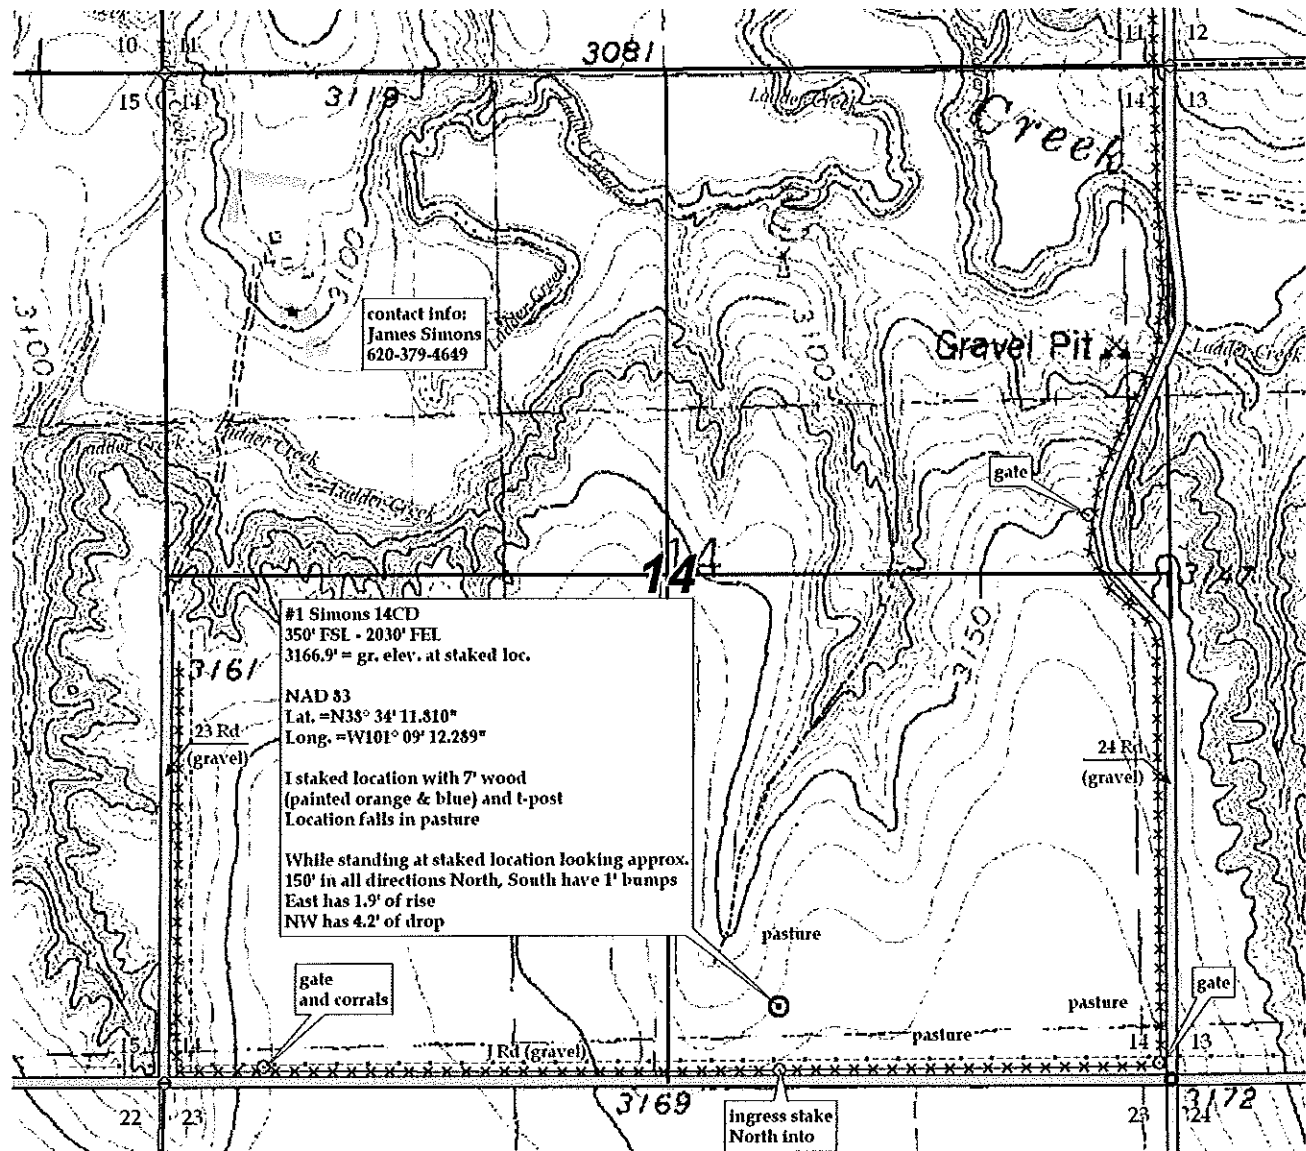 10 11
3081
11 12
15 14
3119
Ladder Creek
14 13
Creek
Ladder Creek
3100
3100
contact info:
James Simons
620-379-4649
Ladder Creek
3100
Gravel Pit
Ladder Creek
Ladder Creek
Ladder Creek
Ladder Creek
gate
14
14
#1 Simons 14CD
350' FSL - 2030' FEL
3166.9' = gr. elev. at staked loc.
NAD 83
Lat. =N38° 34' 11.810"
Long. =W101° 09' 12.289"
I staked location with 7' wood
(painted orange & blue) and t-post
Location falls in pasture
While standing at staked location looking approx.
150' in all directions North, South have 1' bumps
East has 1.9' of rise
NW has 4.2' of drop
3150
3161
23 Rd
(gravel)
24 Rd
(gravel)
pasture
gate
and corrals
gate
pasture
pasture
15 14
J Rd (gravel)
14 13
22 23
3169
ingress stake
North into
23 24
3172